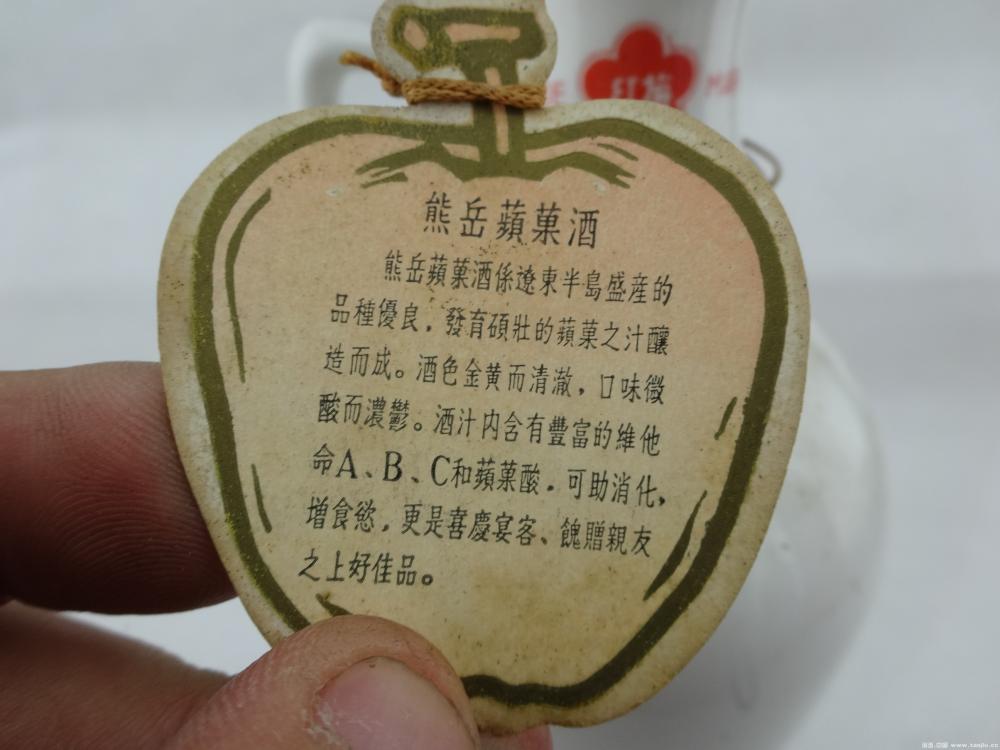 红梅
熊岳蘋菓酒
熊岳蘋菓酒係遼東半島盛産的
品種優良，發育碩壯的蘋菓之汁釀
造而成。酒色金黄而清澈，口味微
酸而濃鬱。酒汁内含有豐富的維他
命A、B、C和蘋菓酸。可助消化，
增食慾，更是喜慶宴客、餽贈親友
之上好佳品。
www.taojiu.cn